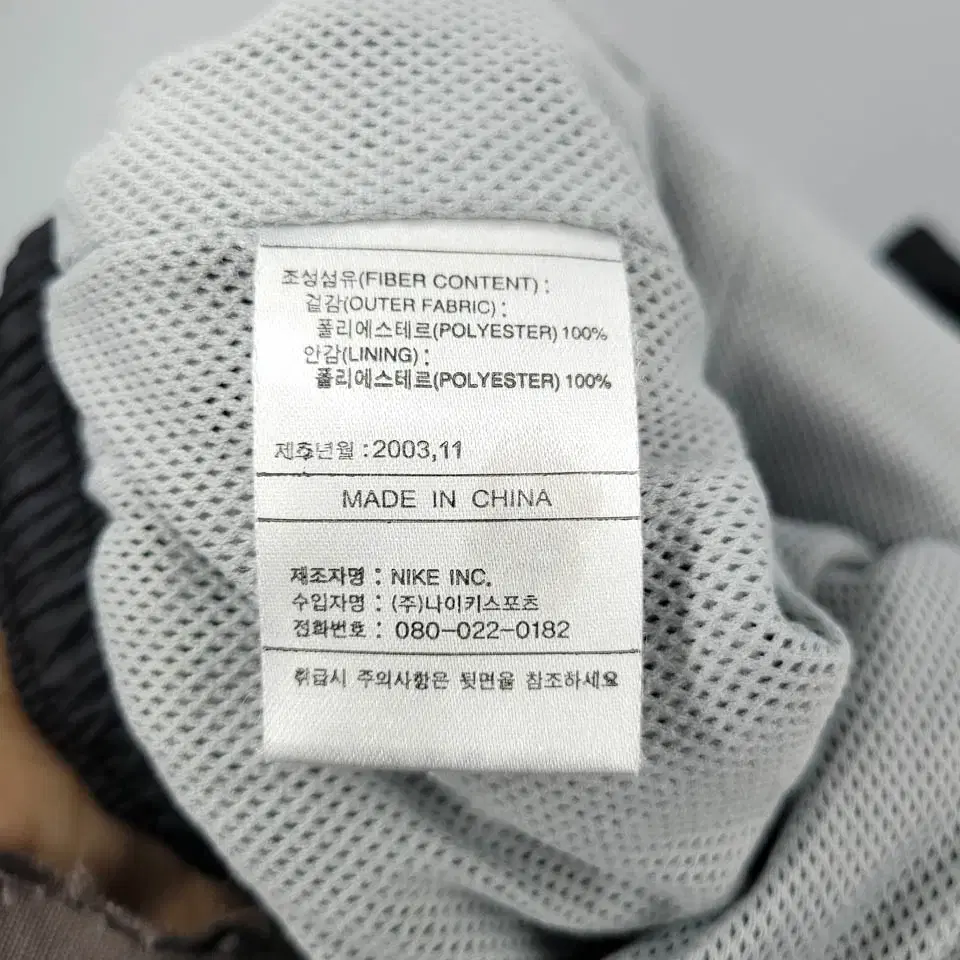 조성섬유(FIBER CONTENT) :
겉감(OUTER FABRIC) :
폴리에스테르(POLYESTER) 100%
안감(LINING) :
폴리에스테르(POLYESTER) 100%
제조년월 : 2003,11
MADE IN CHINA
제조자명 : NIKE INC.
수입자명 : (주)나이키스포츠
전화번호 : 080-022-0182
취급시 주의사항은 뒷면을 참조하세요